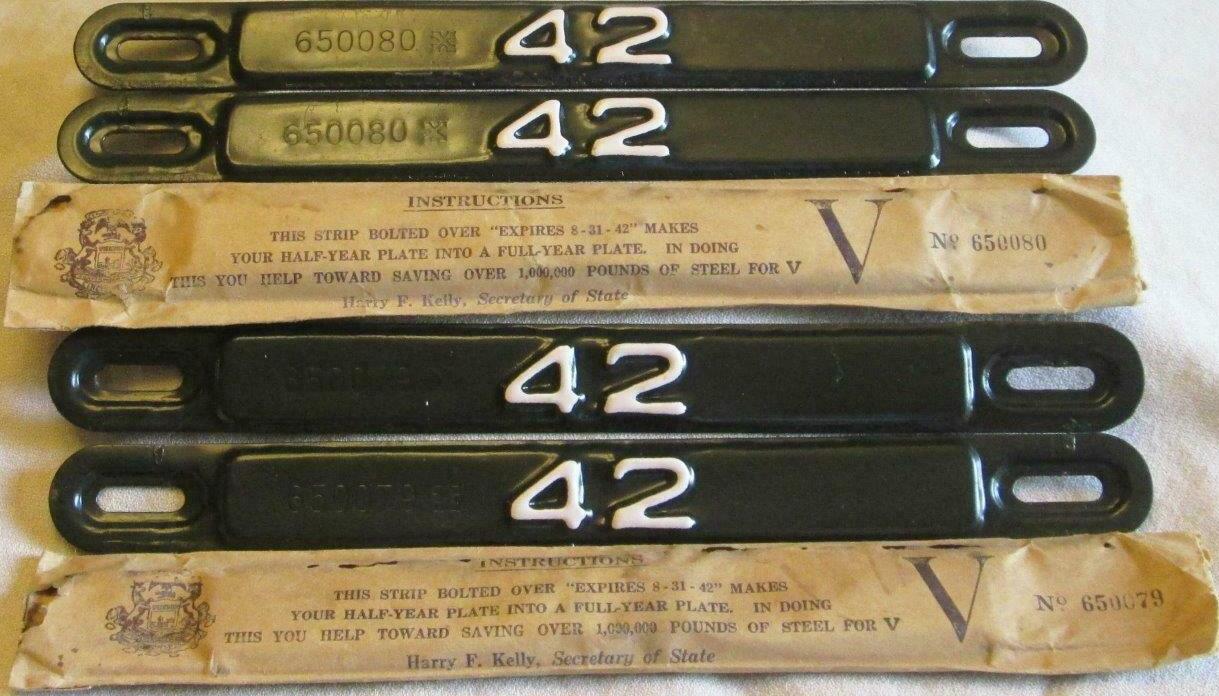 650080 42
650080 42
INSTRUCTIONS
THIS STRIP BOLTED OVER "EXPIRES 8-31-42" MAKES
YOUR HALF-YEAR PLATE INTO A FULL-YEAR PLATE. IN DOING
THIS YOU HELP TOWARD SAVING OVER 1,000,000 POUNDS OF STEEL FOR V
Harry F. Kelly, Secretary of State
V
Nº 650080
42
650079 42
INSTRUCTIONS
THIS STRIP BOLTED OVER "EXPIRES 8-31-42" MAKES
YOUR HALF-YEAR PLATE INTO A FULL-YEAR PLATE. IN DOING
THIS YOU HELP TOWARD SAVING OVER 1,000,000 POUNDS OF STEEL FOR V
Harry F. Kelly, Secretary of State
V
Nº 650079